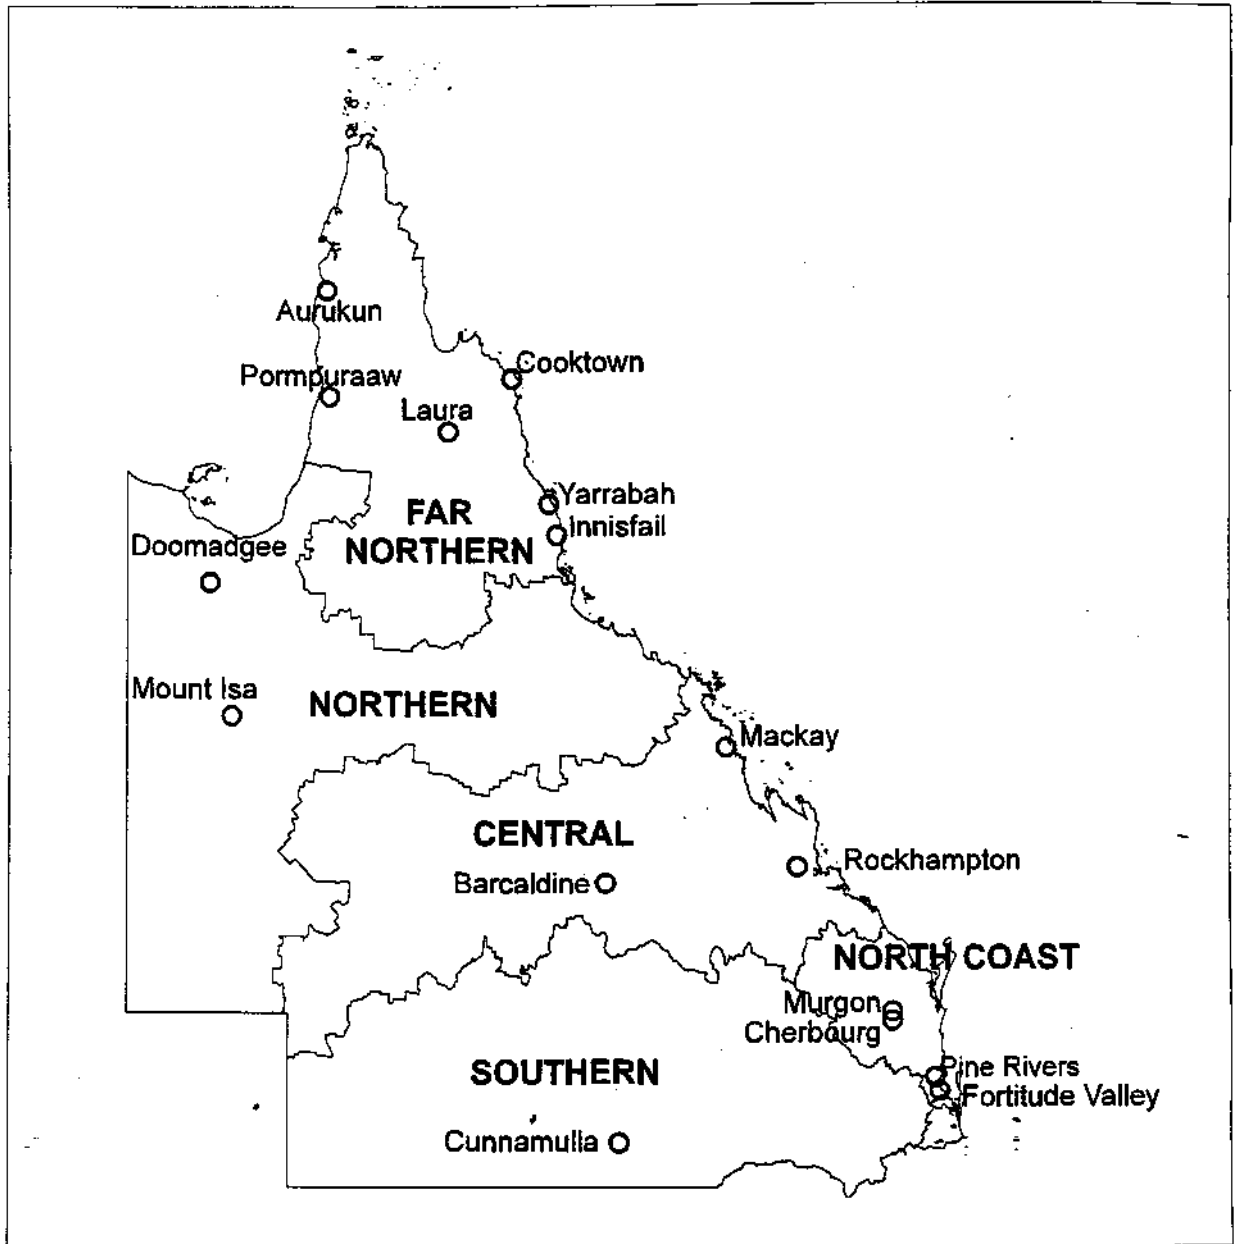 Aurukun
Cooktown
Pormpuraaw
Laura
Yarrabah
FAR
NORTHERN
Innisfail
Doomadgee
Mount Isa
NORTHERN
Mackay
CENTRAL
Rockhampton
Barcaldine
NORTH COAST
Murgon
Cherbourg
Pine Rivers
SOUTHERN
Fortitude Valley
Cunnamulla